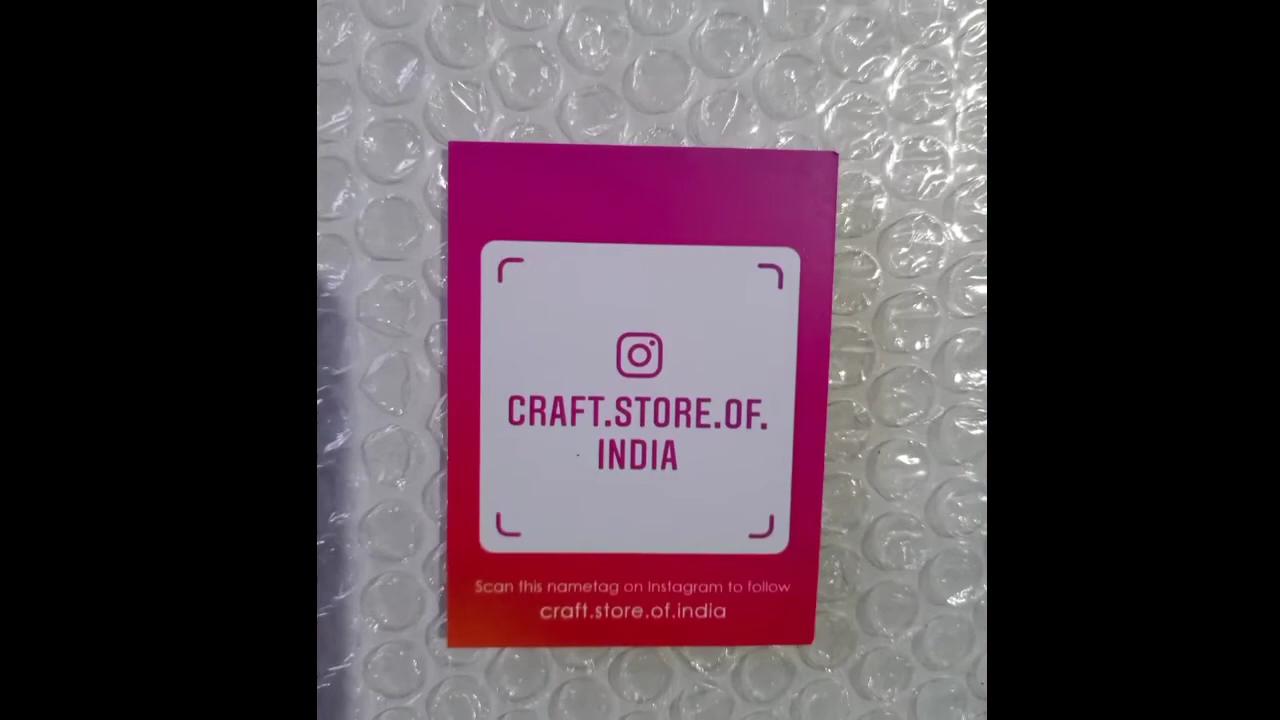 CRAFT.STORE.OF.
INDIA
Scan this nametag on Instagram to follow
craft.store.of.india